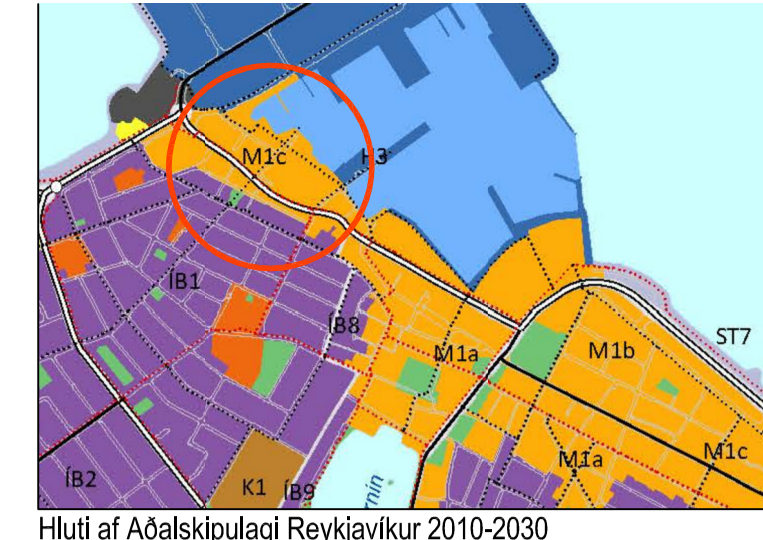 M1c
H3
ÍB1
ÍB8
ST7
M1a
M1b
M1c
M1a
ÍB2
K1
ÍB9
Hluti af Aðalskipulagi Reykjavíkur 2010-2030